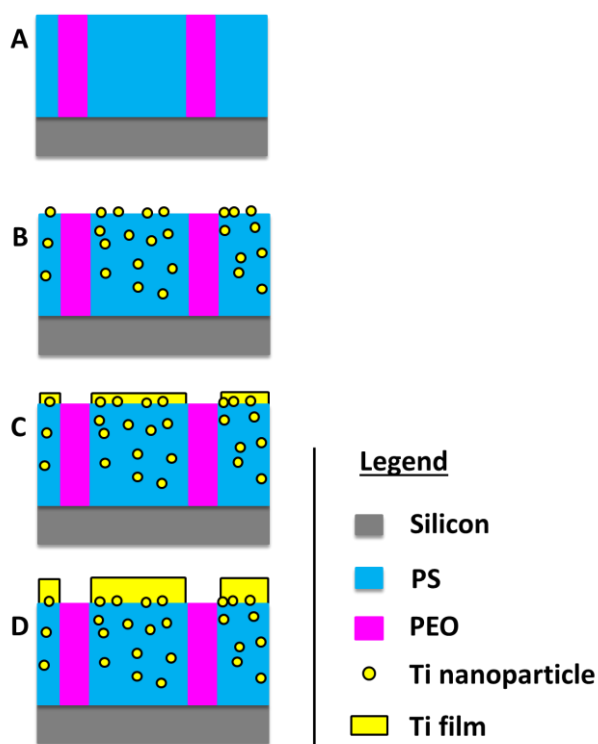 A
B
C
D
Legend
Silicon
PS
PEO
Ti nanoparticle
Ti film